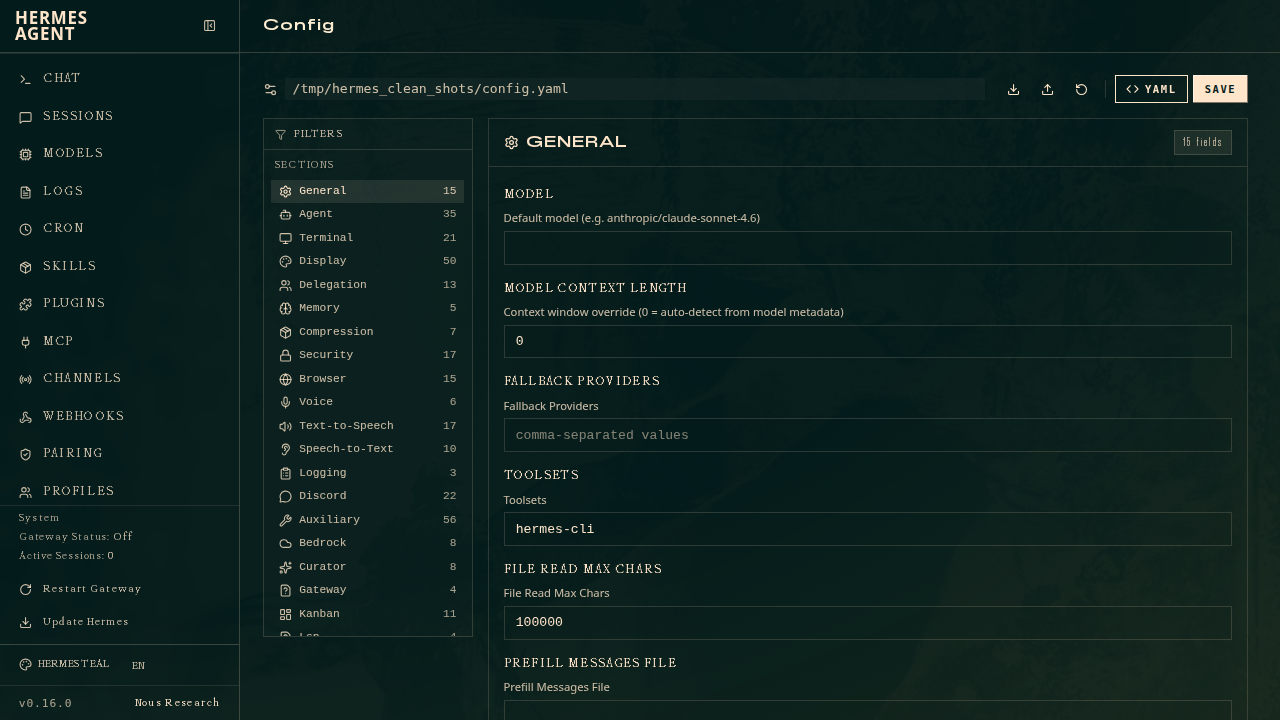 HERMES
AGENT
CHAT
SESSIONS
MODELS
LOGS
CRON
SKILLS
PLUGINS
MCP
CHANNELS
WEBHOOKS
PAIRING
PROFILES
System
Gateway Status: Off
Active Sessions: 0
Restart Gateway
Update Hermes
HERMES TEAL EN
v0.16.0 Nous Research
Config
/tmp/hermes_clean_shots/config.yaml
YAML
SAVE
FILTERS
SECTIONS
General 15
Agent 35
Terminal 21
Display 50
Delegation 13
Memory 5
Compression 7
Security 17
Browser 15
Voice 6
Text-to-Speech 17
Speech-to-Text 10
Logging 3
Discord 22
Auxiliary 56
Bedrock 8
Curator 8
Gateway 4
Kanban 11
GENERAL
15 fields
MODEL
Default model (e.g. anthropic/claude-sonnet-4.6)
MODEL CONTEXT LENGTH
Context window override (0 = auto-detect from model metadata)
0
FALLBACK PROVIDERS
Fallback Providers
comma-separated values
TOOLSETS
Toolsets
hermes-cli
FILE READ MAX CHARS
File Read Max Chars
100000
PREFILL MESSAGES FILE
Prefill Messages File